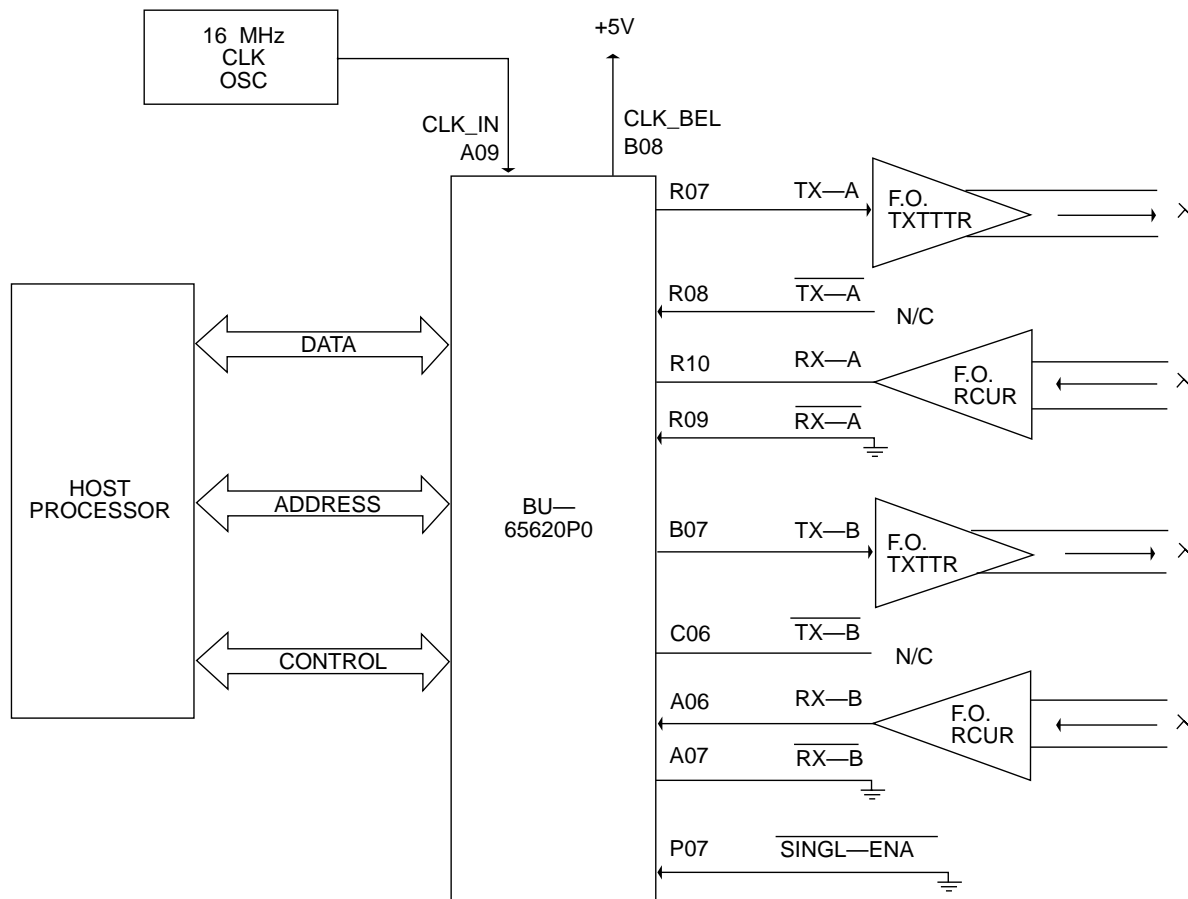 16 MHz
CLK
OSC
+5V
CLK_IN
A09
CLK_BEL
B08
R07 TX—A
F.O.
TXTTTR
R08 TX—A
N/C
R10 RX—A
F.O.
RCUR
R09 RX—A
HOST
PROCESSOR
DATA
ADDRESS
CONTROL
BU—
65620P0
B07 TX—B
F.O.
TXTTR
C06 TX—B
N/C
A06 RX—B
F.O.
RCUR
A07 RX—B
P07 SINGL—ENA